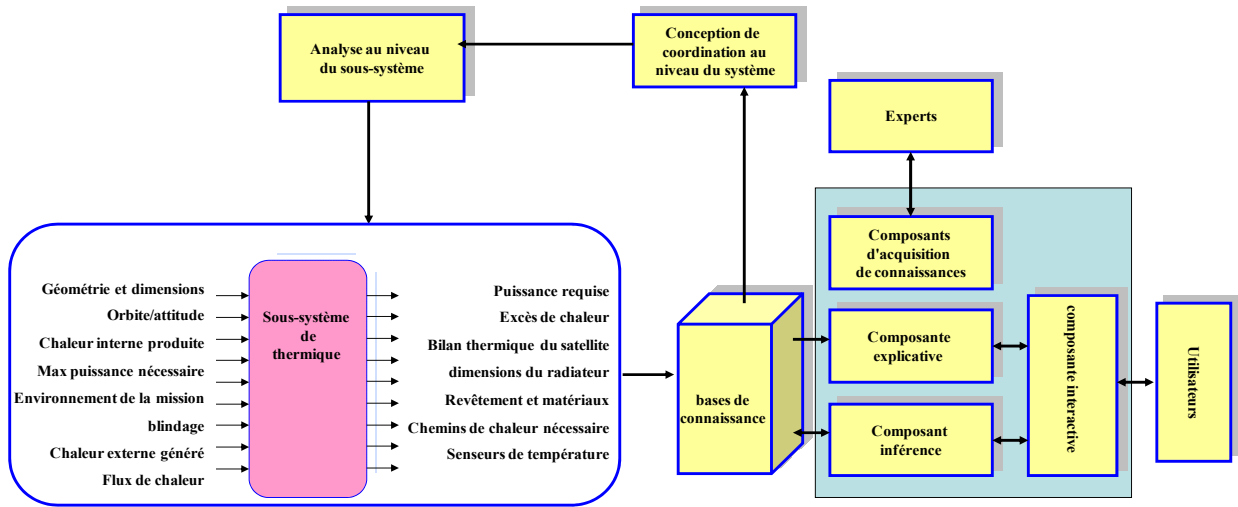 Analyse au niveau
du sous-système
Conception de
coordination au
niveau du système
Experts
Composants
d'acquisition
de connaissances
Géométrie et dimensions
Orbite/attitude
Chaleur interne produite
Max puissance nécessaire
Environnement de la mission
blindage
Chaleur externe généré
Flux de chaleur
Sous-système
de
thermique
Puissance requise
Excès de chaleur
Bilan thermique du satellite
dimensions du radiateur
Revêtement et matériaux
Chemins de chaleur nécessaire
Senseurs de température
bases de
connaissance
Composante
explicative
Composant
inférence
composante interactive
Utilisateurs